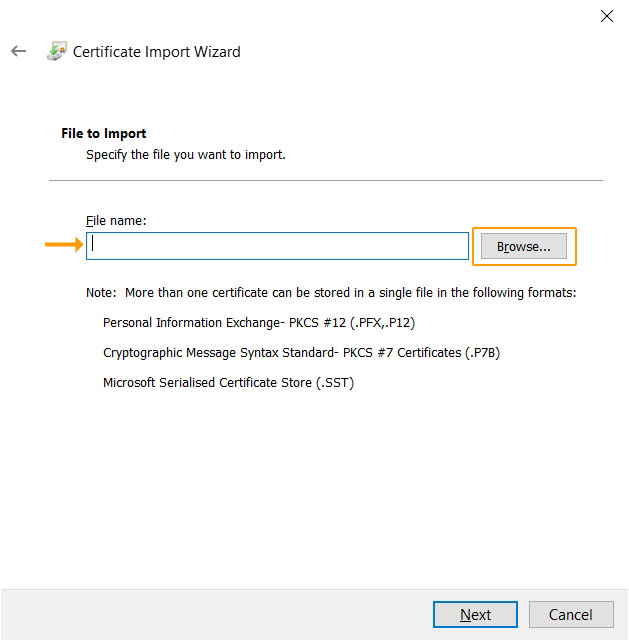 Certificate Import Wizard
File to Import
Specify the file you want to import.
File name:
Browse...
Note:  More than one certificate can be stored in a single file in the following formats:
Personal Information Exchange- PKCS #12 (.PFX,.P12)
Cryptographic Message Syntax Standard- PKCS #7 Certificates (.P7B)
Microsoft Serialised Certificate Store (.SST)
Next
Cancel